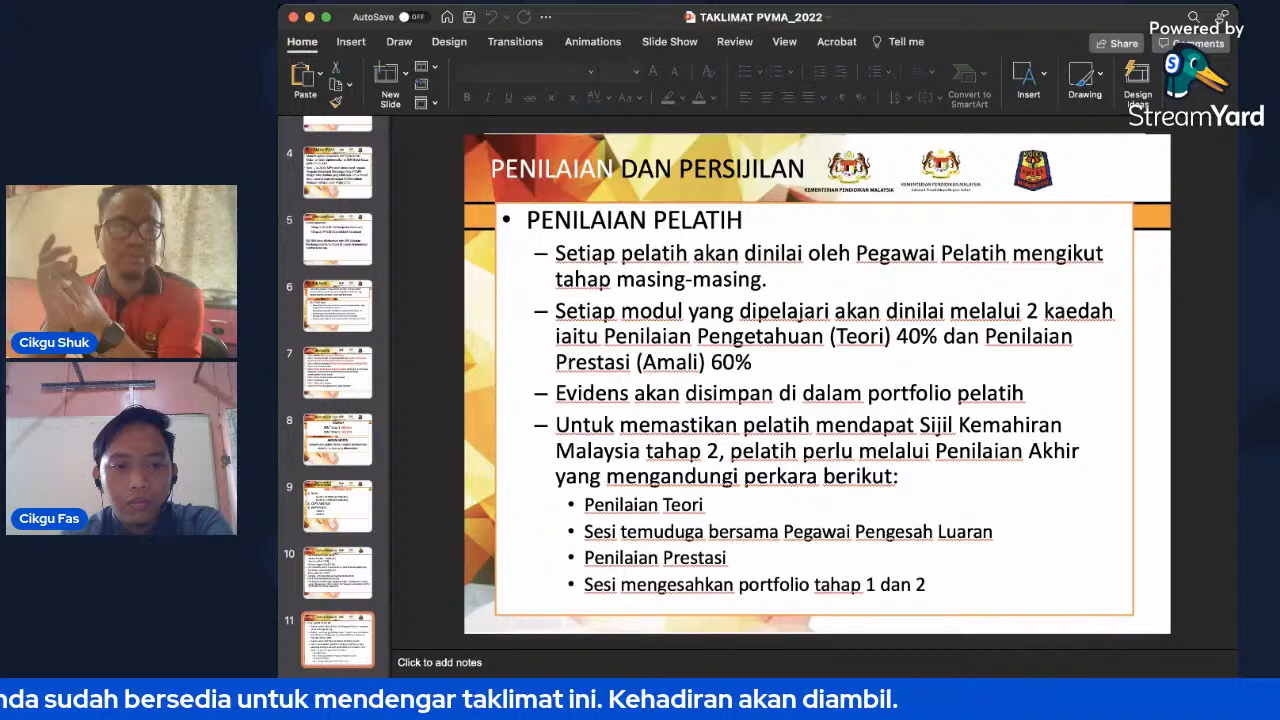 AutoSave OFF
TAKLIMAT PVMA_2022
Powered by
Home Insert Draw Design Transitions Animations Slide Show Review View Acrobat Tell me
Share Comments
Paste
New Slide
Convert to SmartArt
Insert
Drawing
Design Ideas
StreamYard
4
5
6
7
8
9
10
11
PENILAIAN DAN PERSIJILAN
KEMENTERIAN PENDIDIKAN MALAYSIA
KEMENTERIAN PENDIDIKAN MALAYSIA
• PENILAIAN PELATIH
– Setiap pelatih akan dinilai oleh Pegawai Pelatih mengikut
tahap masing-masing.
– Setiap modul yang dipelajari akan dinilai melalui 2 kaedah
iaitu Penilaian Pengetahuan (Teori) 40% dan Penilaian
Prestasi (Amali) 60%
– Evidens akan disimpan di dalam portfolio pelatih
– Untuk memastikan platih mendapat Sijil Kemahiran
Malaysia tahap 2, pelatih perlu melalui Penilaian Akhir
yang mengandungi perkara berikut:
• Penilaian Teori
• Sesi temuduga bersama Pegawai Pengesah Luaran
• Penilaian Prestasi
• Sesi mengesahkan portfolio tahap 1 dan 2
Cikgu Shuk
Cikgu Fas
Click to add notes
nda sudah bersedia untuk mendengar taklimat ini. Kehadiran akan diambil.